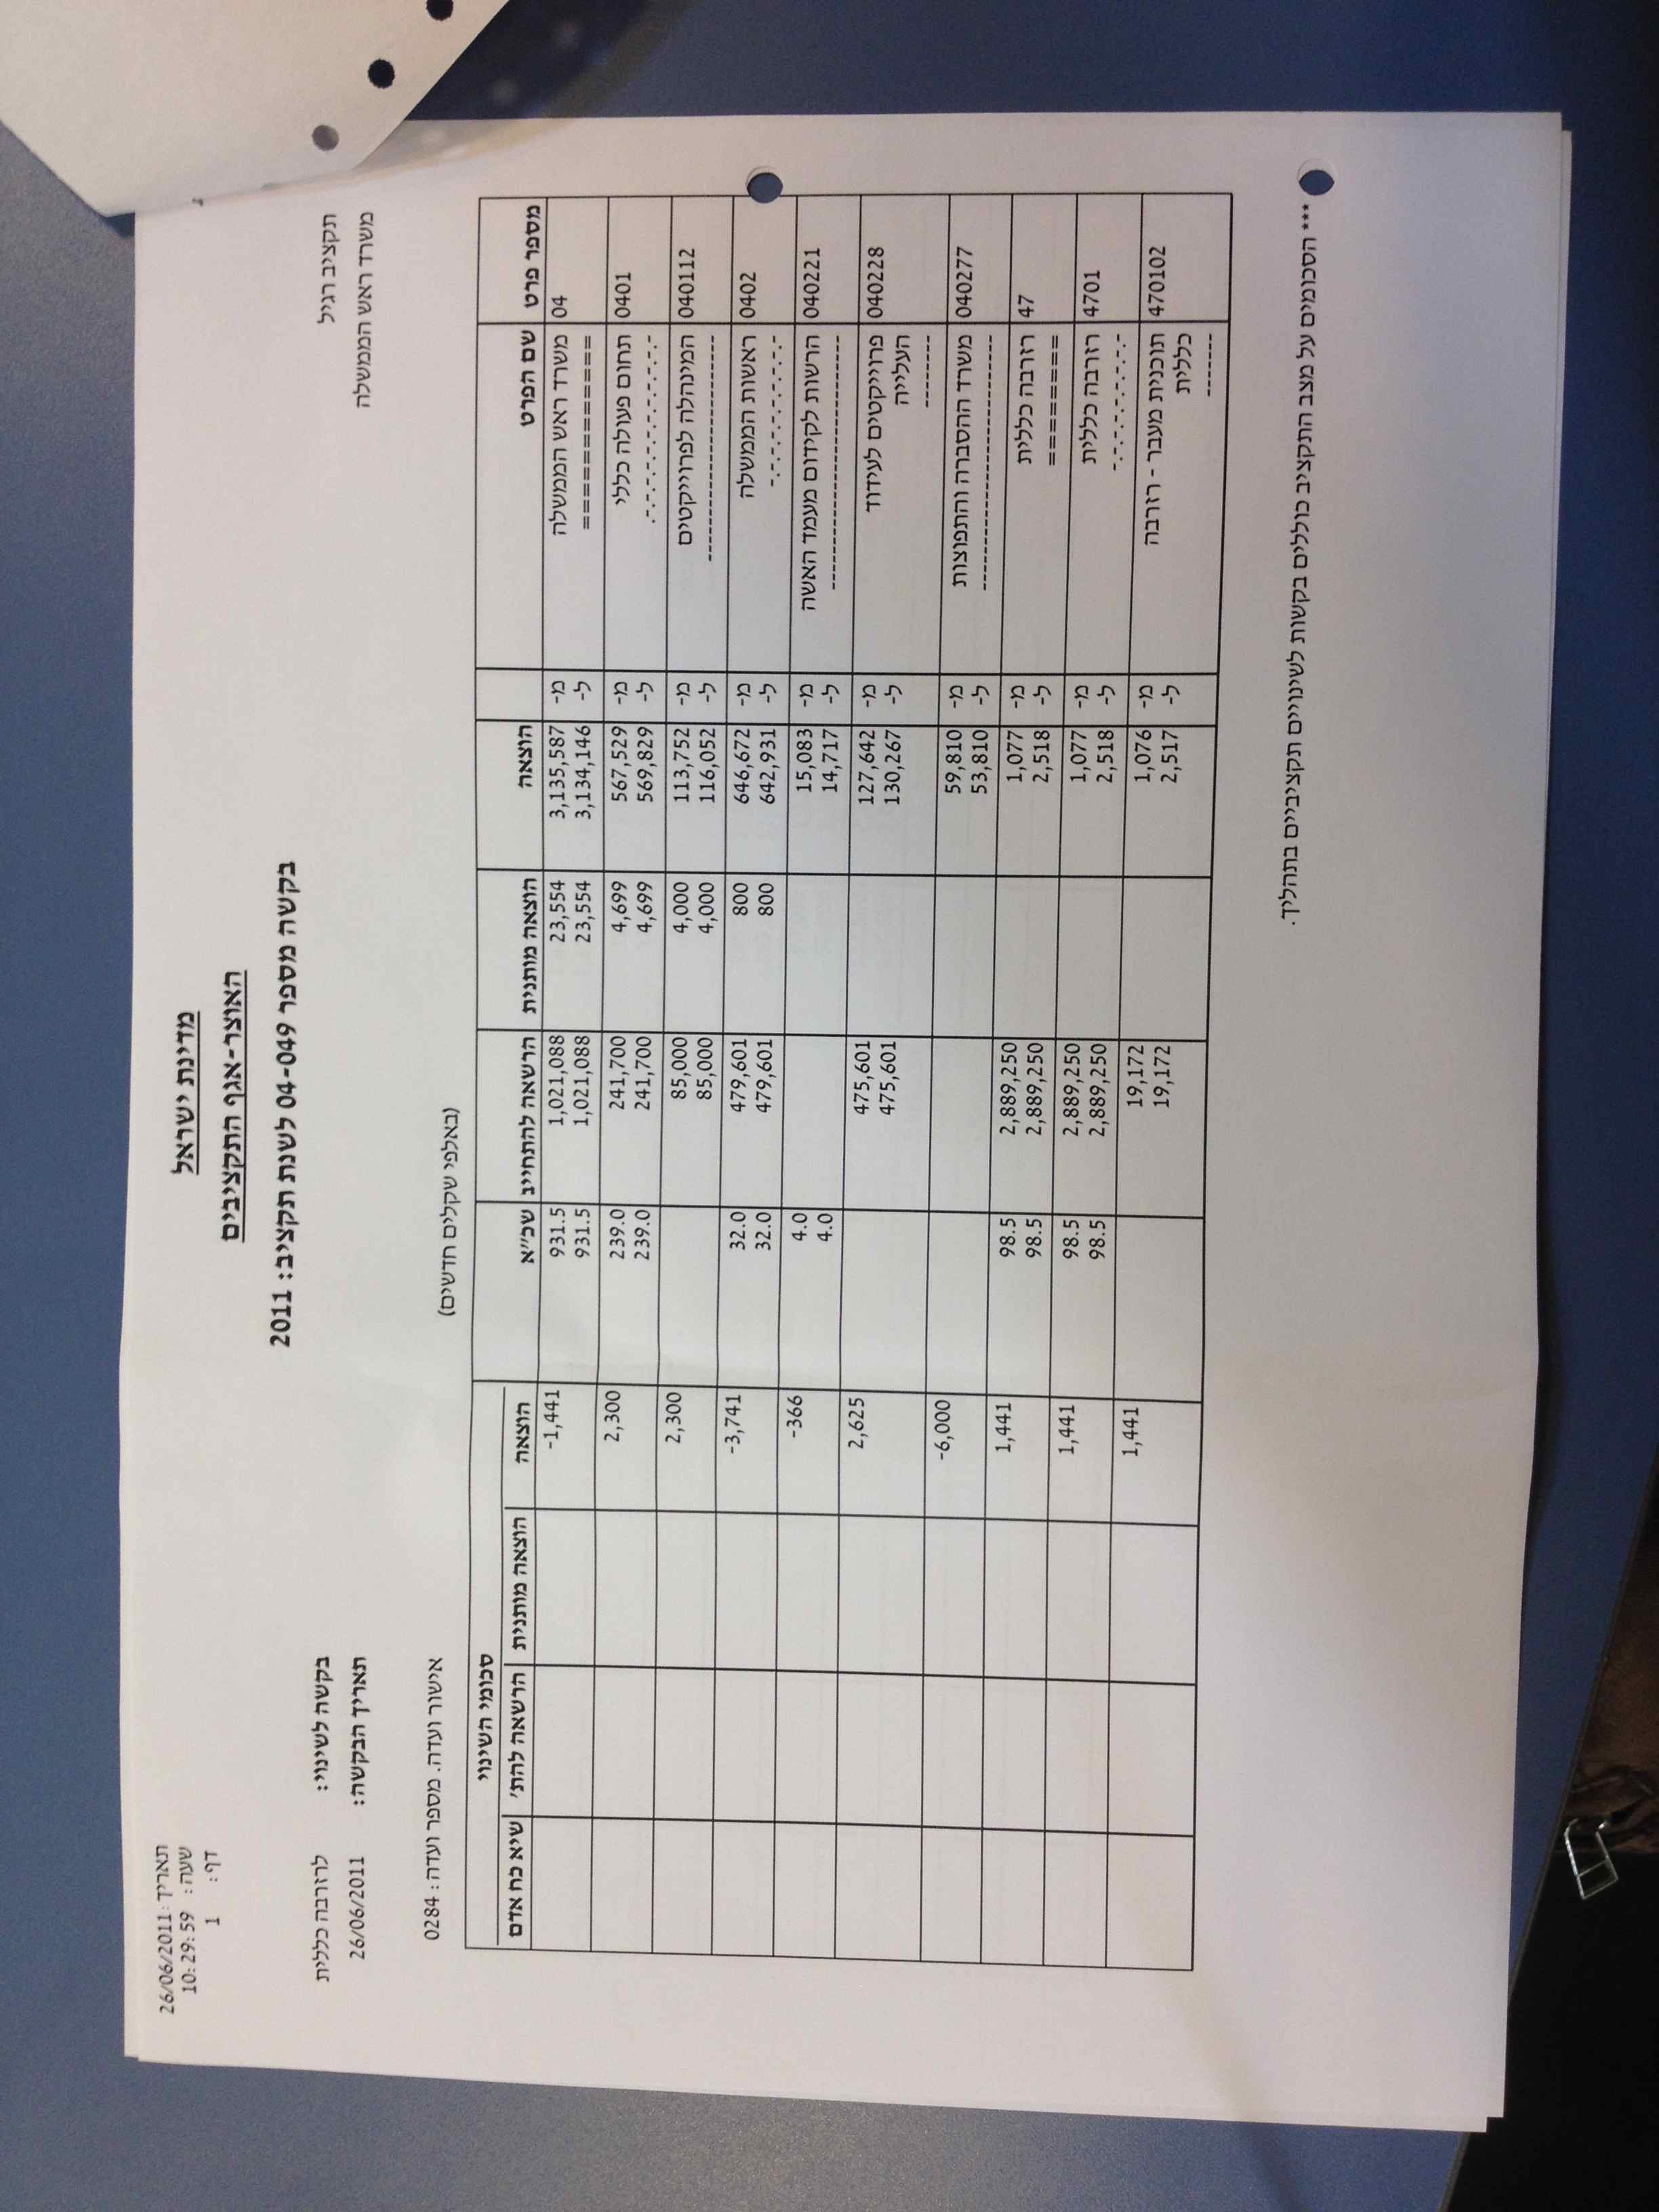 תאריך: 26/06/2011
שעה: 10:29:59
דף: 1
מדינת ישראל
האוצר-אגף התקציבים
בקשה מספר 04-049 לשנת תקציב: 2011
תקציב רגיל בקשה לשינוי: לרזרבה כללית
משרד ראש הממשלה תאריך הבקשה: 26/06/2011
(באלפי שקלים חדשים) אישור ועדה. מספר ועדה: 0284
סכומי השינוי
מספר פרט שם הפרט הוצאה הוצאה מותנית הרשאה להתחייב שכ"א הוצאה הוצאה מותנית הרשאה להת' שיא כח אדם
04 משרד ראש הממשלה מ- 3,135,587 23,554 1,021,088 931.5 -1,441
============= ל- 3,134,146 23,554 1,021,088 931.5
0401 תחום פעולה כללי מ- 567,529 4,699 241,700 239.0 2,300
-.-.-.-.-.-.-.-.-. ל- 569,829 4,699 241,700 239.0
040112 המינהלה לפרוייקטים מ- 113,752 4,000 85,000 2,300
-------------------- ל- 116,052 4,000 85,000
0402 ראשות הממשלה מ- 646,672 800 479,601 32.0 -3,741
-.-.-.-.-.-.-.- ל- 642,931 800 479,601 32.0
040221 הרשות לקידום מעמד האשה מ- 15,083 4.0 -366
----------------------- ל- 14,717 4.0
040228 פרוייקטים לעידוד מ- 127,642 475,601 2,625
העלייה ל- 130,267 475,601
-------
040277 משרד ההסברה והתפוצות מ- 59,810 -6,000
----------------------- ל- 53,810
47 רזרבה כללית מ- 1,077 2,889,250 98.5 1,441
======== ל- 2,518 2,889,250 98.5
4701 רזרבה כללית מ- 1,077 2,889,250 98.5 1,441
-.-.-.-.-.-.- ל- 2,518 2,889,250 98.5
470102 תוכנית מעבר - רזרבה מ- 1,076 19,172 1,441
כללית ל- 2,517 19,172
------
*** הסכומים על מצב התקציב כוללים בקשות לשינויים תקציביים בתהליך.